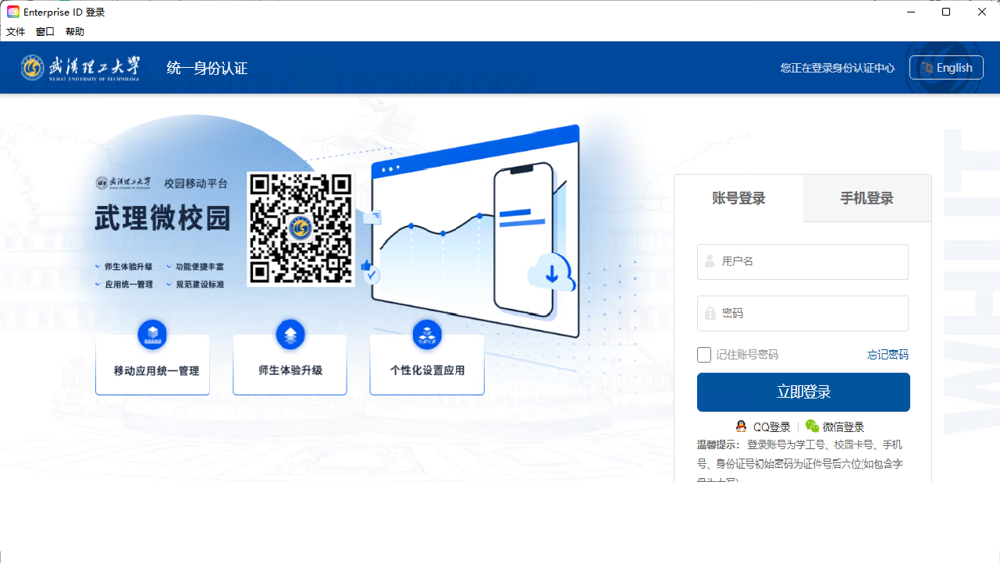 Enterprise ID 登录
文件 窗口 帮助
武汉理工大学
WUHAN UNIVERSITY OF TECHNOLOGY
统一身份认证
您正在登录身份认证中心
English
UNIVERSITY OF TECHNOLOGY
武汉理工大学 校园移动平台
武理微校园
师生体验升级 功能便捷丰富
应用统一管理 规范建设标准
移动应用统一管理
师生体验升级
个性化设置应用
账号登录
手机登录
用户名
密码
记住账号密码
忘记密码
立即登录
QQ登录
微信登录
温馨提示： 登录账号为学工号、校园卡号、手机
号、身份证号初始密码为证件号后六位(如包含字
母为大写)
WHUT